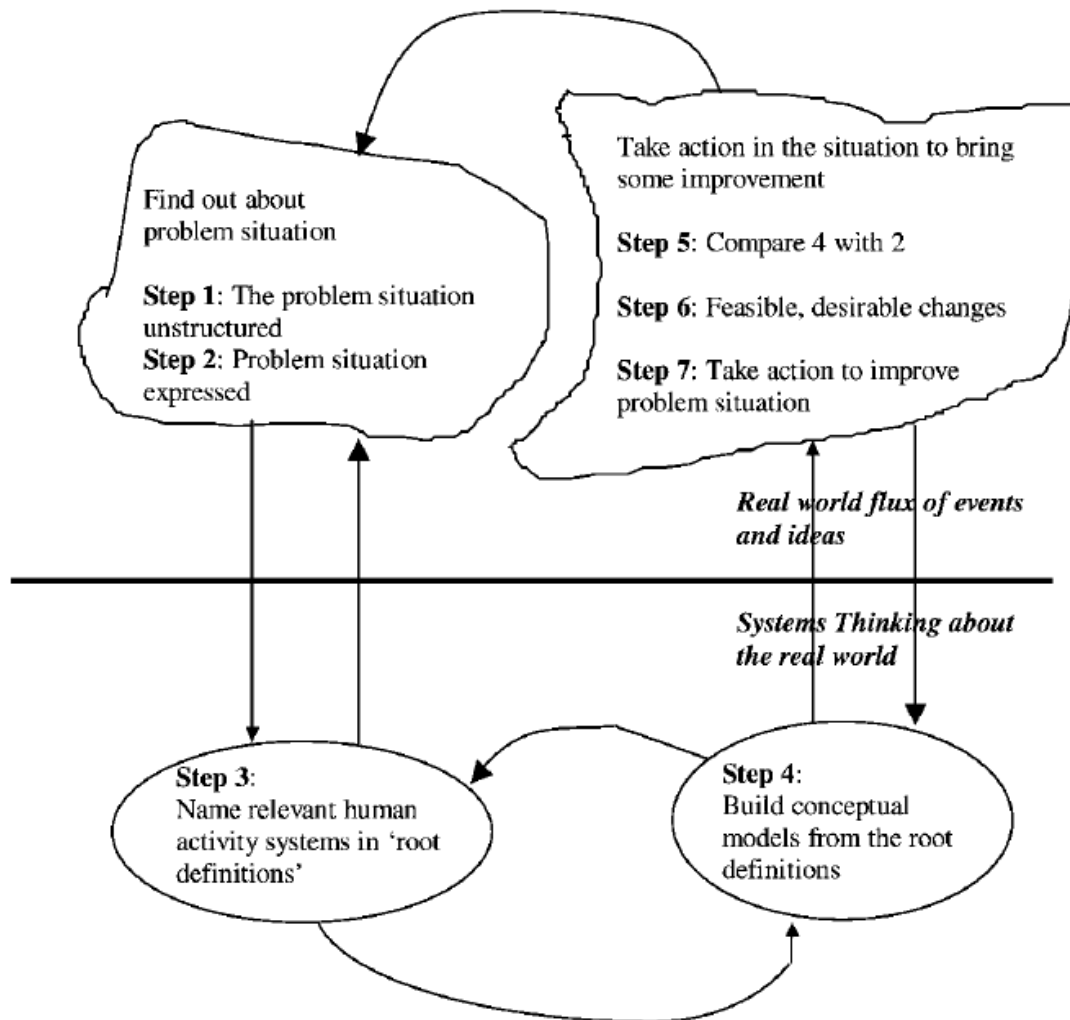 Find out about
problem situation
Step 1: The problem situation
unstructured
Step 2: Problem situation
expressed
Take action in the situation to bring
some improvement
Step 5: Compare 4 with 2
Step 6: Feasible, desirable changes
Step 7: Take action to improve
problem situation
Real world flux of events
and ideas
Systems Thinking about
the real world
Step 3:
Name relevant human
activity systems in ‘root
definitions’
Step 4:
Build conceptual
models from the root
definitions